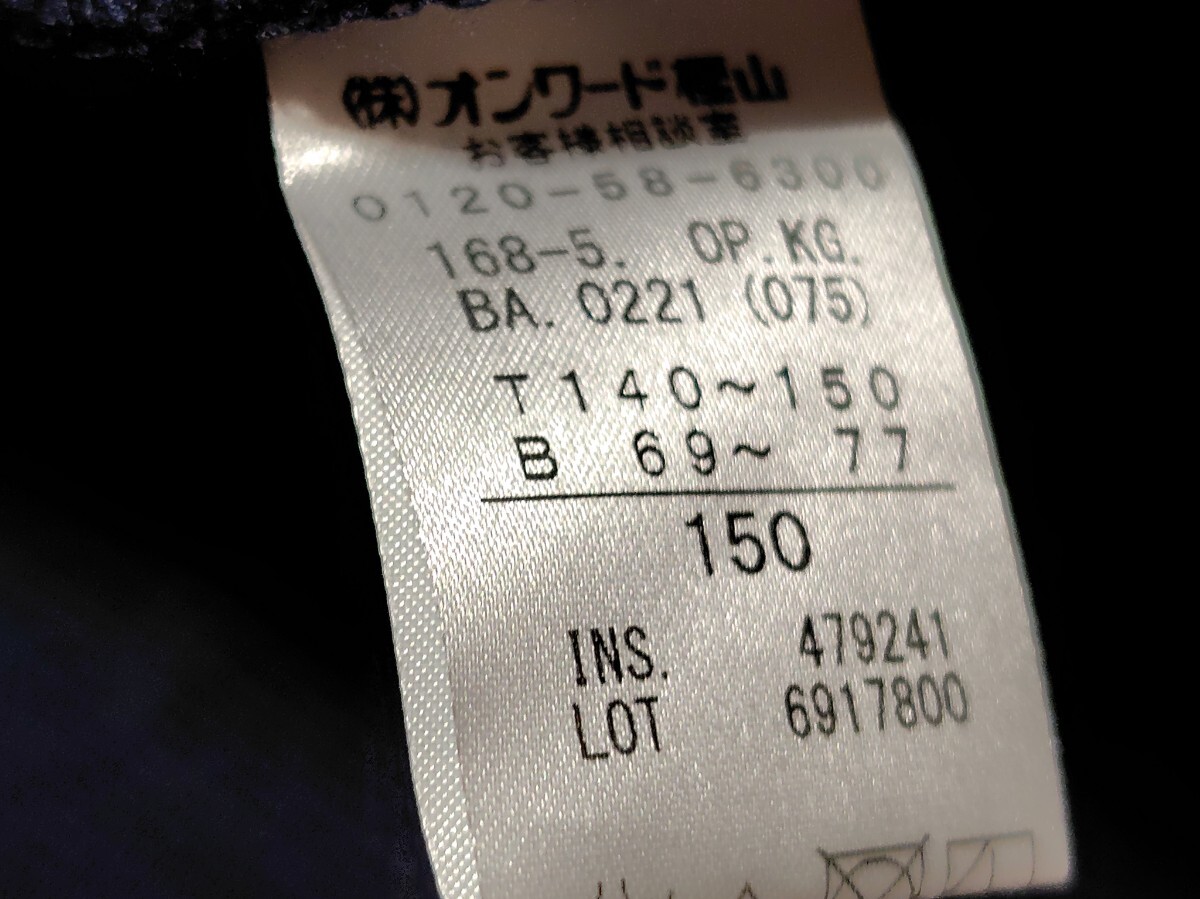 ㈱オンワード樫山
お客様相談室
0120-58-6300
168-5. OP.KG.
BA. 0221 (075)
T 140~150
B 69~ 77
150
INS. 479241
LOT 6917800